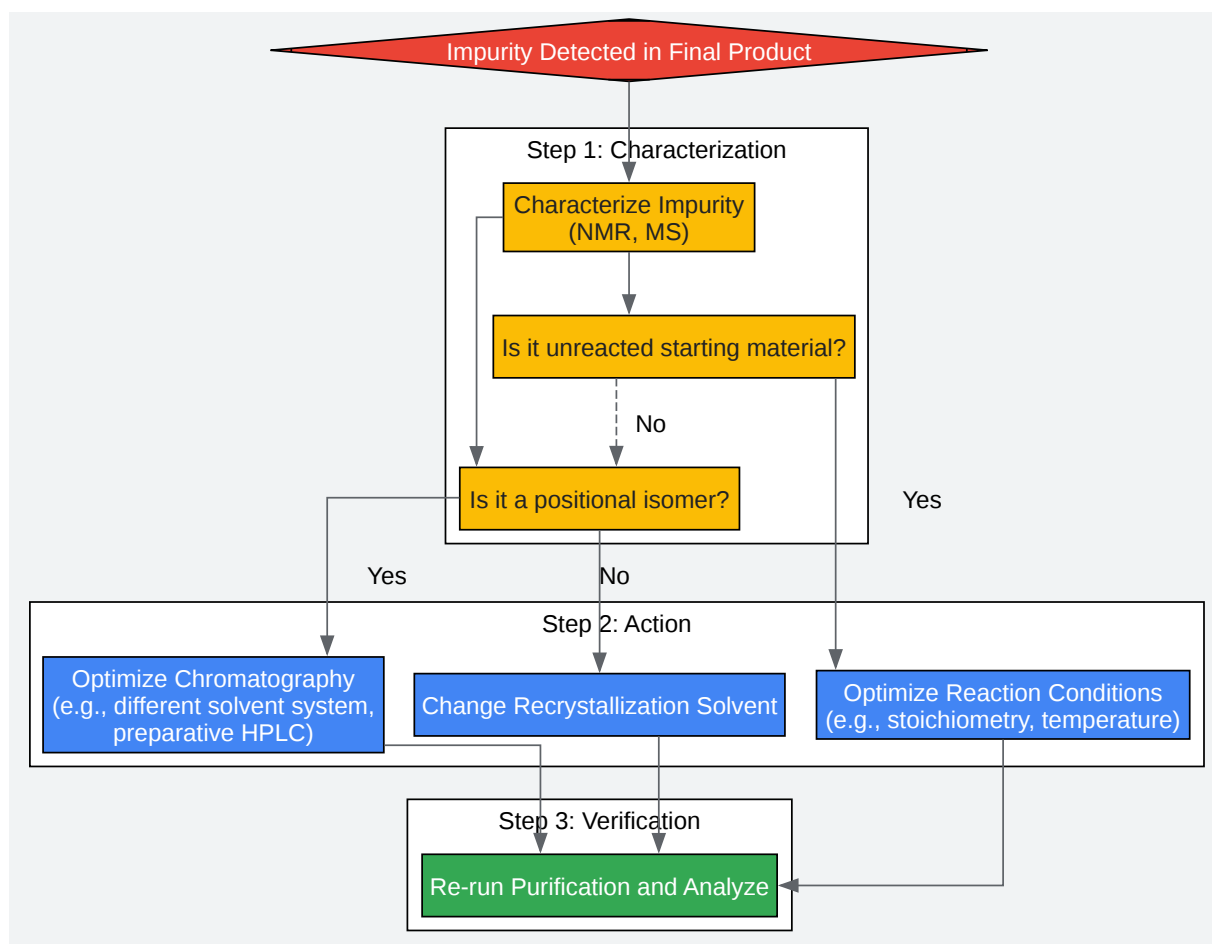 Impurity Detected in Final Product
Step 1: Characterization
Characterize Impurity
(NMR, MS)
Is it unreacted starting material?
No
Is it a positional isomer?
Yes
Yes
No
Step 2: Action
Optimize Chromatography
(e.g., different solvent system,
preparative HPLC)
Change Recrystallization Solvent
Optimize Reaction Conditions
(e.g., stoichiometry, temperature)
Step 3: Verification
Re-run Purification and Analyze